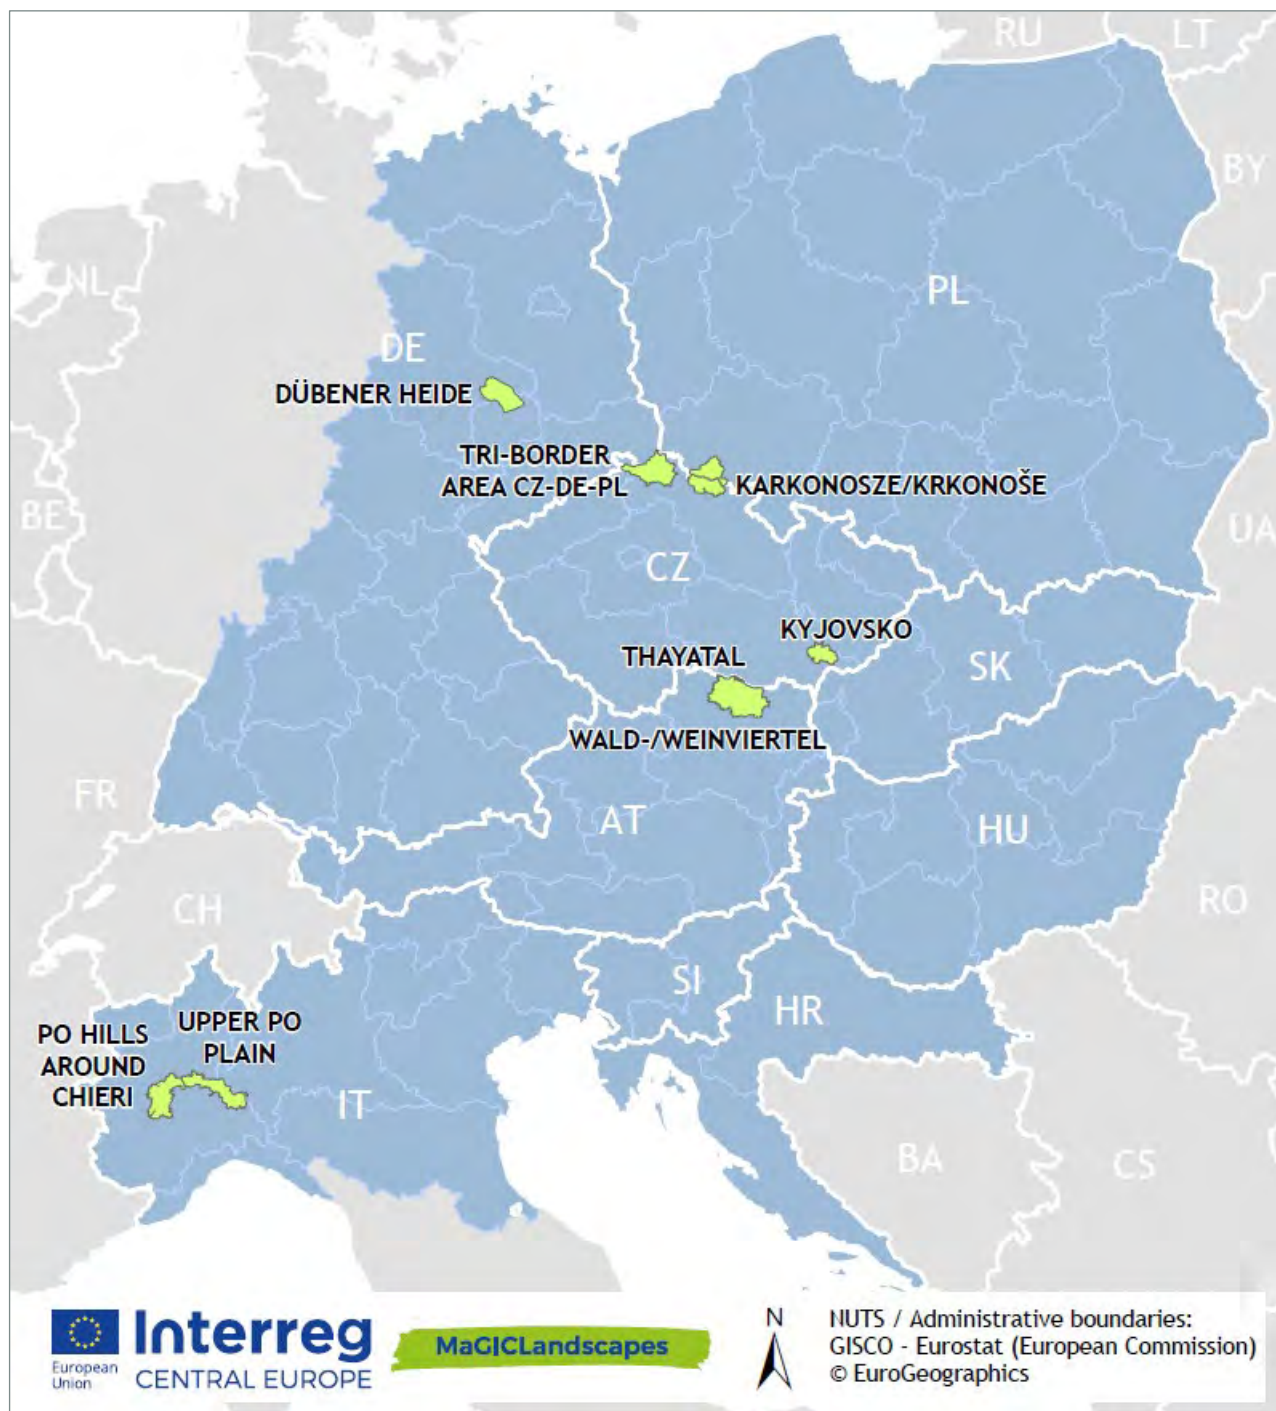 RU
LT
BY
NL
PL
DE
DÜBENER HEIDE
TRI-BORDER
AREA CZ-DE-PL
KARKONOSZE/KRKONOŠE
BE
UA
CZ
KYJOVSKO
THAYATAL
SK
WALD-/WEINVIERTEL
FR
AT
HU
CH
RO
SI
HR
PO HILLS
AROUND
CHIERI
UPPER PO
PLAIN
IT
BA
CS
European
Union
Interreg
CENTRAL EUROPE
MaGICLandscapes
N
NUTS / Administrative boundaries:
GISCO - Eurostat (European Commission)
© EuroGeographics